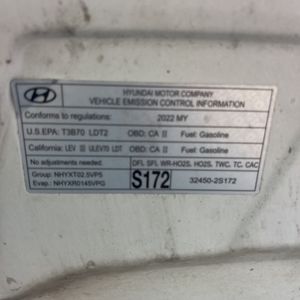 HYUNDAI MOTOR COMPANY
VEHICLE EMISSION CONTROL INFORMATION
Conforms to regulations: 2022 MY
U.S.EPA: T3B70 LDT2 OBD: CA II Fuel: Gasoline
California: LEV III ULEV70 LDT OBD: CA II Fuel: Gasoline
No adjustments needed. DFI, SFI, WR-HO2S, HO2S, TWC, TC, CAC
Group: NHYXT02.5VP5
Evap.: NHYXR0145VPG
S172
32450-2S172